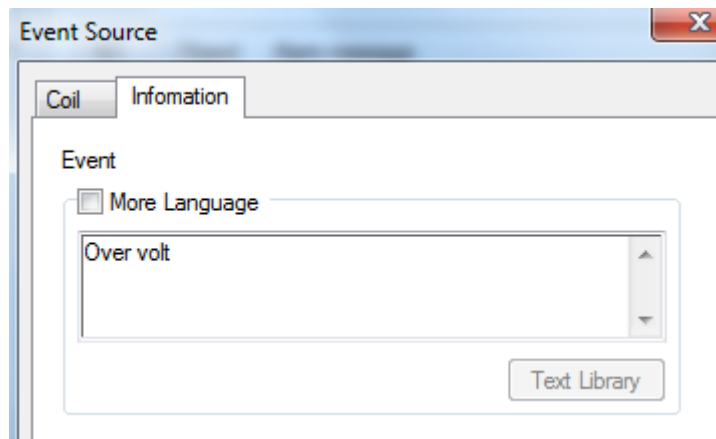 Event Source
Coil Infomation
Event
More Language
Over volt
Text Library